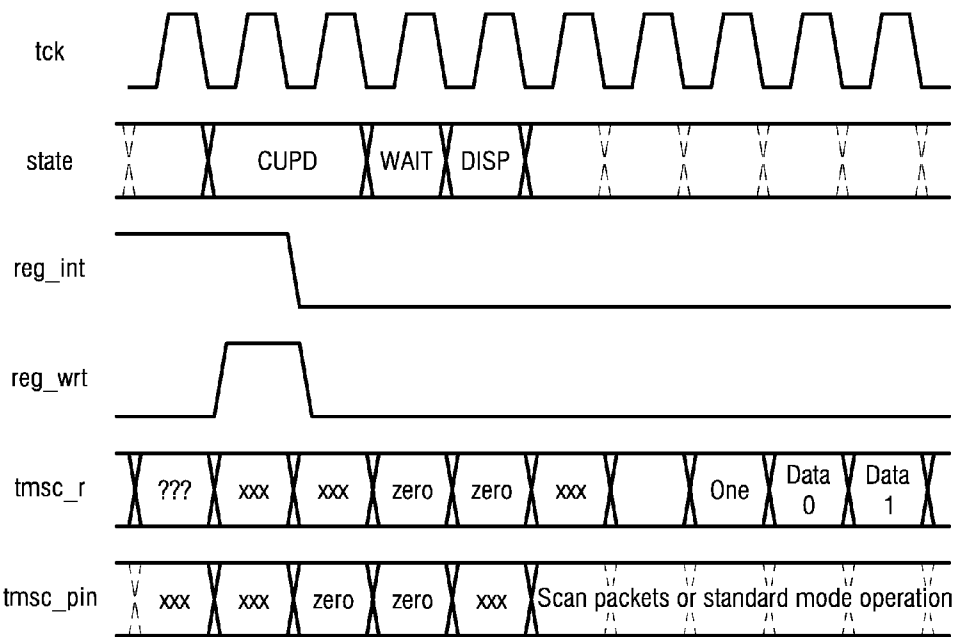 tck
state CUPD WAIT DISP
reg_int
reg_wrt
tmsc_r ??? xxx xxx zero zero xxx One Data 0 Data 1
tmsc_pin xxx xxx zero zero xxx Scan packets or standard mode operation